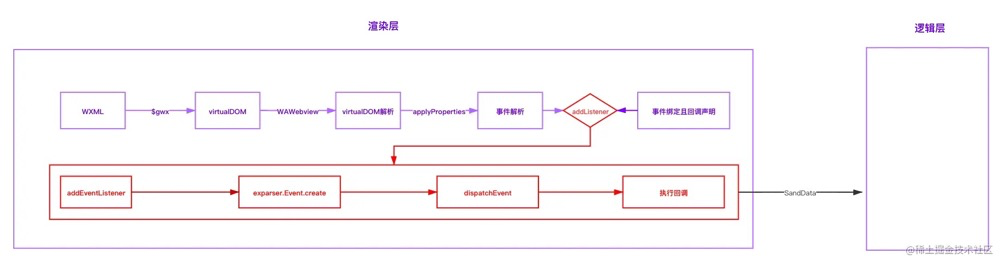 渲染层
逻辑层
WXML
$gwx
virtualDOM
WAWebview
virtualDOM解析
applyProperties
事件解析
addListener
事件绑定且回调声明
addEventListener
exparser.Event.create
dispatchEvent
执行回调
SandData
@稀土掘金技术社区